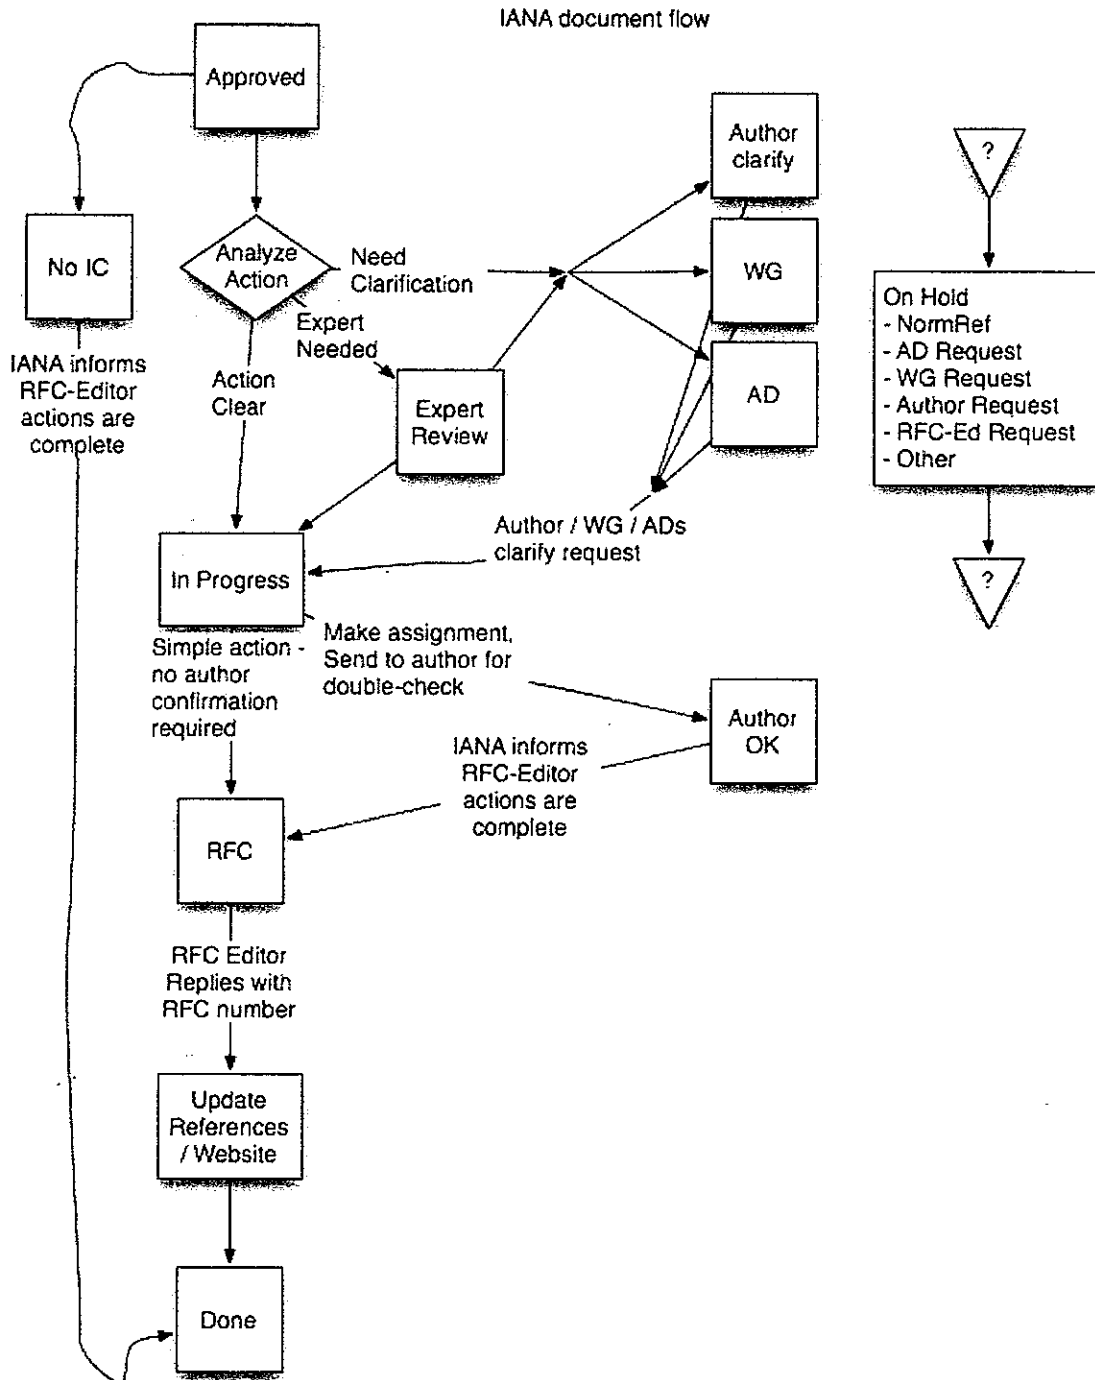 IANA document flow
Approved
Author
clarify
?
No IC
Analyze
Action
Need
Clarification
WG
On Hold
- NormRef
- AD Request
- WG Request
- Author Request
- RFC-Ed Request
- Other
Expert
Needed
IANA informs
RFC-Editor
actions are
complete
Action
Clear
Expert
Review
AD
Author / WG / ADs
clarify request
In Progress
?
Simple action -
no author
confirmation
required
Make assignment,
Send to author for
double-check
Author
OK
IANA informs
RFC-Editor
actions are
complete
RFC
RFC Editor
Replies with
RFC number
Update
References
/ Website
Done